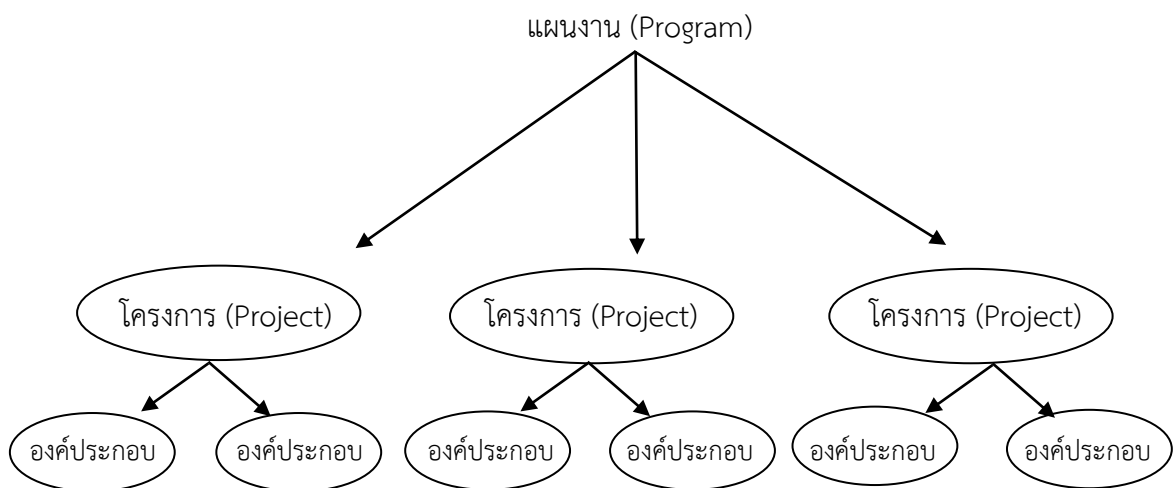 แผนงาน (Program)
โครงการ (Project)
โครงการ (Project)
โครงการ (Project)
องค์ประกอบ
องค์ประกอบ
องค์ประกอบ
องค์ประกอบ
องค์ประกอบ
องค์ประกอบ